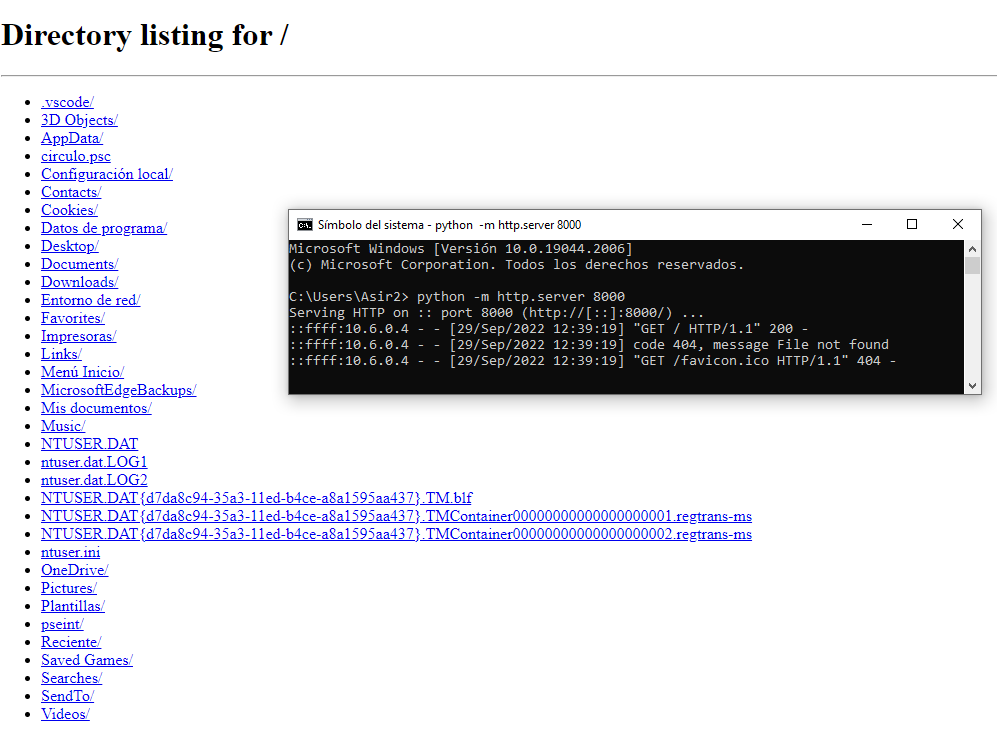 Directory listing for /
.vscode/
3D Objects/
AppData/
circulo.psc
Configuración local/
Contacts/
Cookies/
Datos de programa/
Desktop/
Documents/
Downloads/
Entorno de red/
Favorites/
Impresoras/
Links/
Menú Inicio/
MicrosoftEdgeBackups/
Mis documentos/
Music/
NTUSER.DAT
ntuser.dat.LOG1
ntuser.dat.LOG2
NTUSER.DAT{d7da8c94-35a3-11ed-b4ce-a8a1595aa437}.TM.blf
NTUSER.DAT{d7da8c94-35a3-11ed-b4ce-a8a1595aa437}.TMContainer00000000000000000001.regtrans-ms
NTUSER.DAT{d7da8c94-35a3-11ed-b4ce-a8a1595aa437}.TMContainer00000000000000000002.regtrans-ms
ntuser.ini
OneDrive/
Pictures/
Plantillas/
pseint/
Reciente/
Saved Games/
Searches/
SendTo/
Videos/
Símbolo del sistema - python -m http.server 8000
Microsoft Windows [Versión 10.0.19044.2006]
(c) Microsoft Corporation. Todos los derechos reservados.
C:\Users\Asir2> python -m http.server 8000
Serving HTTP on :: port 8000 (http://[::]:8000/) ...
::ffff:10.6.0.4 - - [29/Sep/2022 12:39:19] "GET / HTTP/1.1" 200 -
::ffff:10.6.0.4 - - [29/Sep/2022 12:39:19] code 404, message File not found
::ffff:10.6.0.4 - - [29/Sep/2022 12:39:19] "GET /favicon.ico HTTP/1.1" 404 -